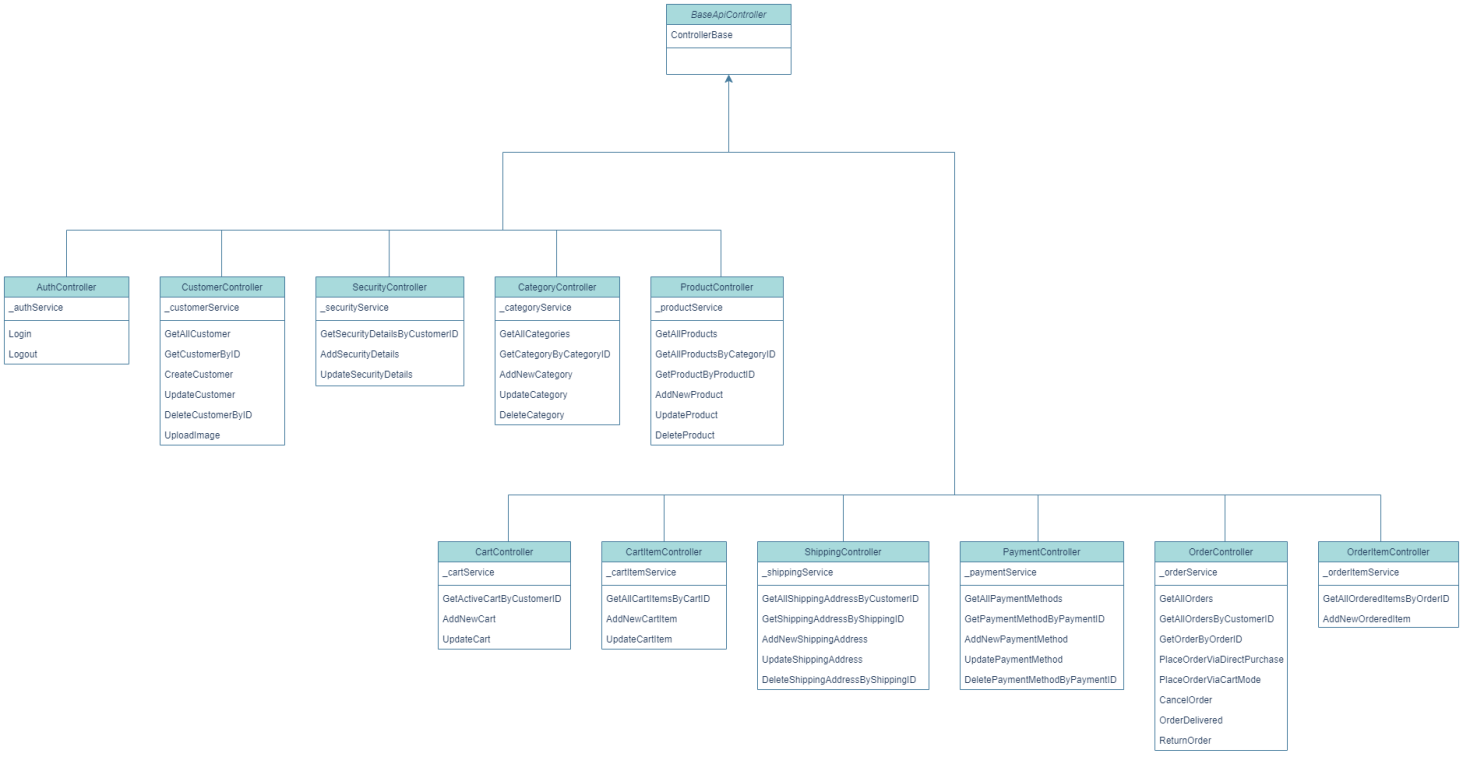 BaseApiController
ControllerBase
AuthController
_authService
Login
Logout
CustomerController
_customerService
GetAllCustomer
GetCustomerByID
CreateCustomer
UpdateCustomer
DeleteCustomerByID
UploadImage
SecurityController
_securityService
GetSecurityDetailsByCustomerID
AddSecurityDetails
UpdateSecurityDetails
CategoryController
_categoryService
GetAllCategories
GetCategoryByCategoryID
AddNewCategory
UpdateCategory
DeleteCategory
ProductController
_productService
GetAllProducts
GetAllProductsByCategoryID
GetProductByProductID
AddNewProduct
UpdateProduct
DeleteProduct
CartController
_cartService
GetActiveCartByCustomerID
AddNewCart
UpdateCart
CartItemController
_cartItemService
GetAllCartItemsByCartID
AddNewCartItem
UpdateCartItem
ShippingController
_shippingService
GetAllShippingAddressByCustomerID
GetShippingAddressByShippingID
AddNewShippingAddress
UpdateShippingAddress
DeleteShippingAddressByShippingID
PaymentController
_paymentService
GetAllPaymentMethods
GetPaymentMethodByPaymentID
AddNewPaymentMethod
UpdatePaymentMethod
DeletePaymentMethodByPaymentID
OrderController
_orderService
GetAllOrders
GetAllOrdersByCustomerID
GetOrderByOrderID
PlaceOrderViaDirectPurchase
PlaceOrderViaCartMode
CancelOrder
OrderDelivered
ReturnOrder
OrderItemController
_orderItemService
GetAllOrderedItemsByOrderID
AddNewOrderedItem